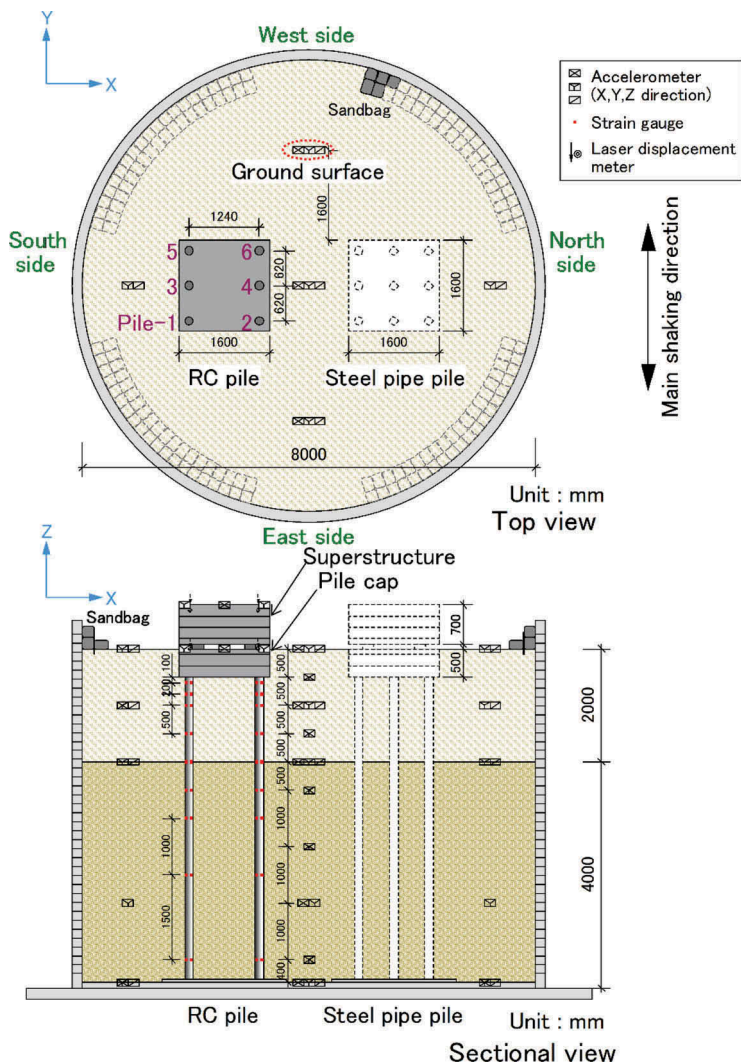 Y
X
West side
Sandbag
Accelerometer
(X,Y,Z direction)
Strain gauge
Laser displacement
meter
Ground surface
1600
1240
South
side
North
side
5
6
3
4
Pile-1
2
620
620
1600
1600
1600
RC pile
Steel pipe pile
Main shaking direction
8000
Unit : mm
Top view
East side
Z
X
Superstructure
Pile cap
Sandbag
700
500
100
200
500
500
500
500
500
500
2000
1000
1500
1000
1000
1000
400
4000
RC pile
Steel pipe pile
Unit : mm
Sectional view